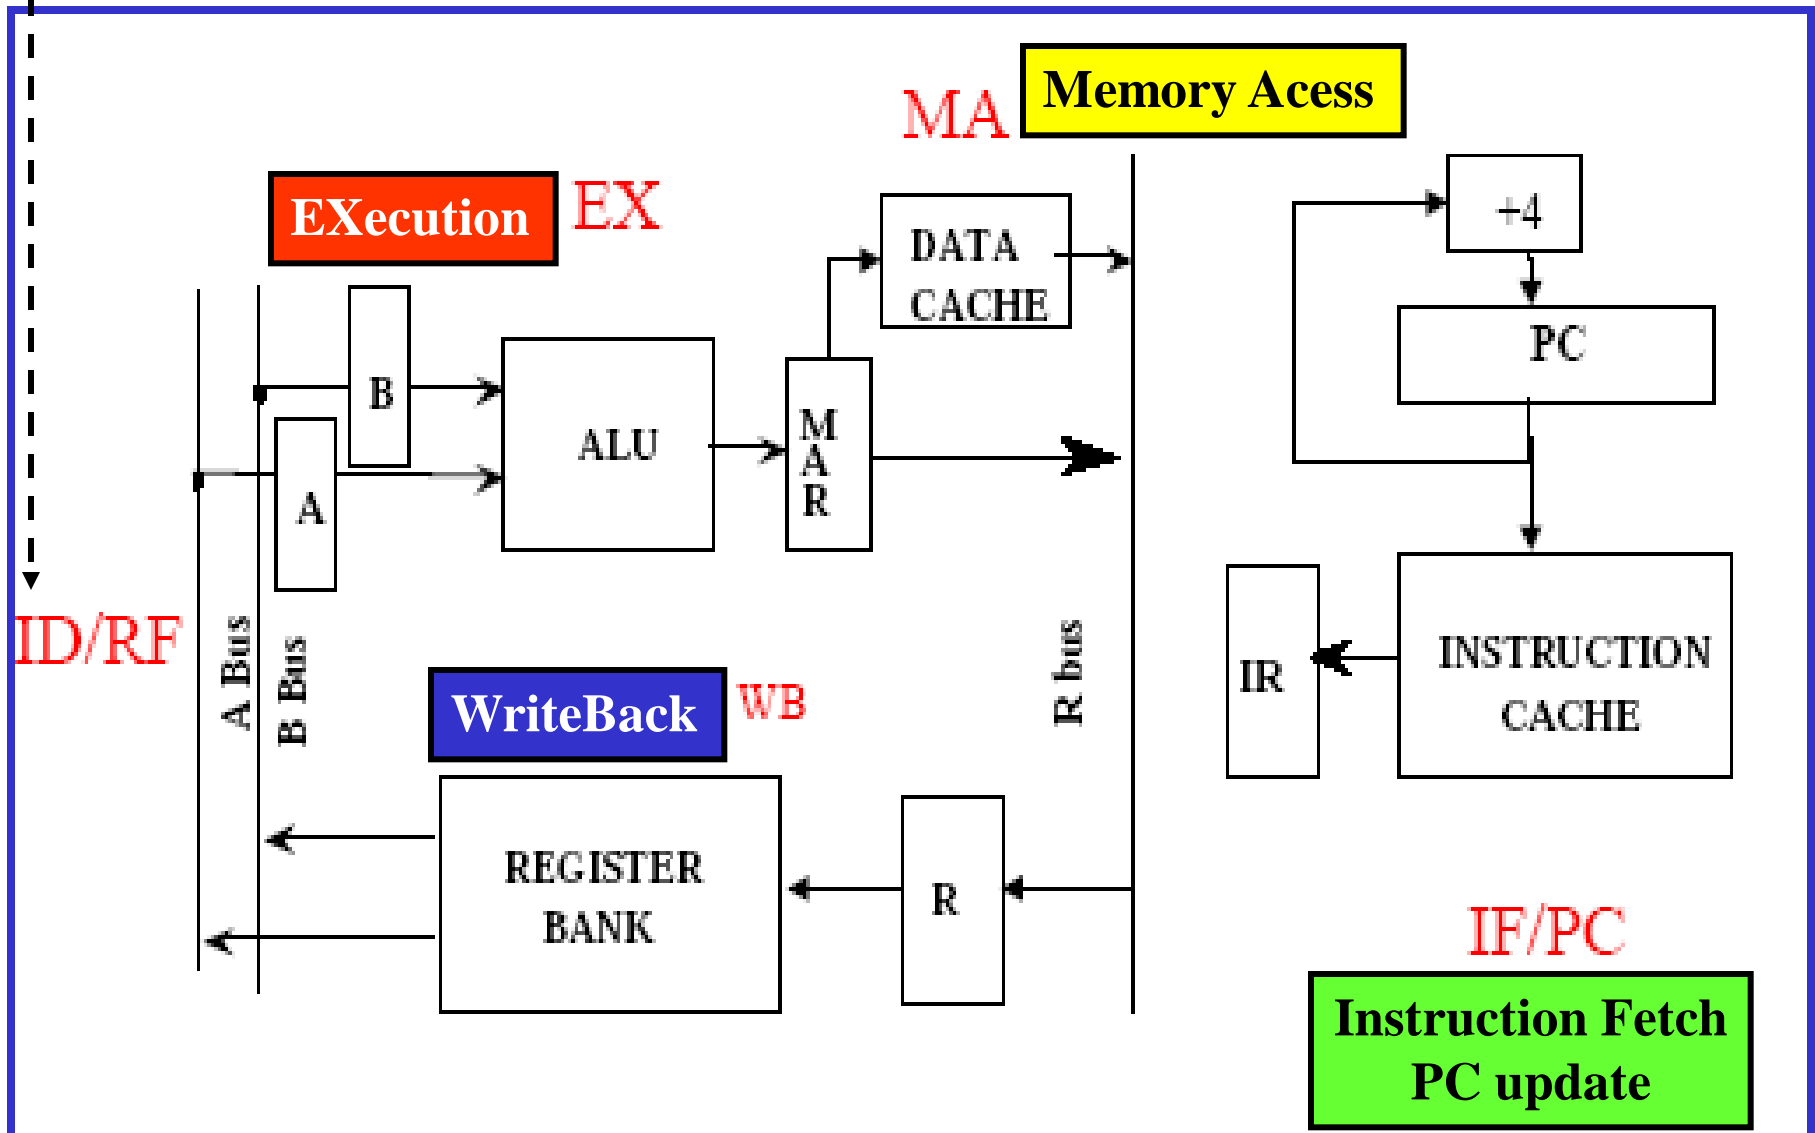 MA
Memory Acess
EXecution
EX
+4
DATA
CACHE
PC
B
ALU
M
A
R
A
ID/RF
A Bus
B Bus
R bus
INSTRUCTION
CACHE
IR
WriteBack
WB
REGISTER
BANK
R
IF/PC
Instruction Fetch
PC update